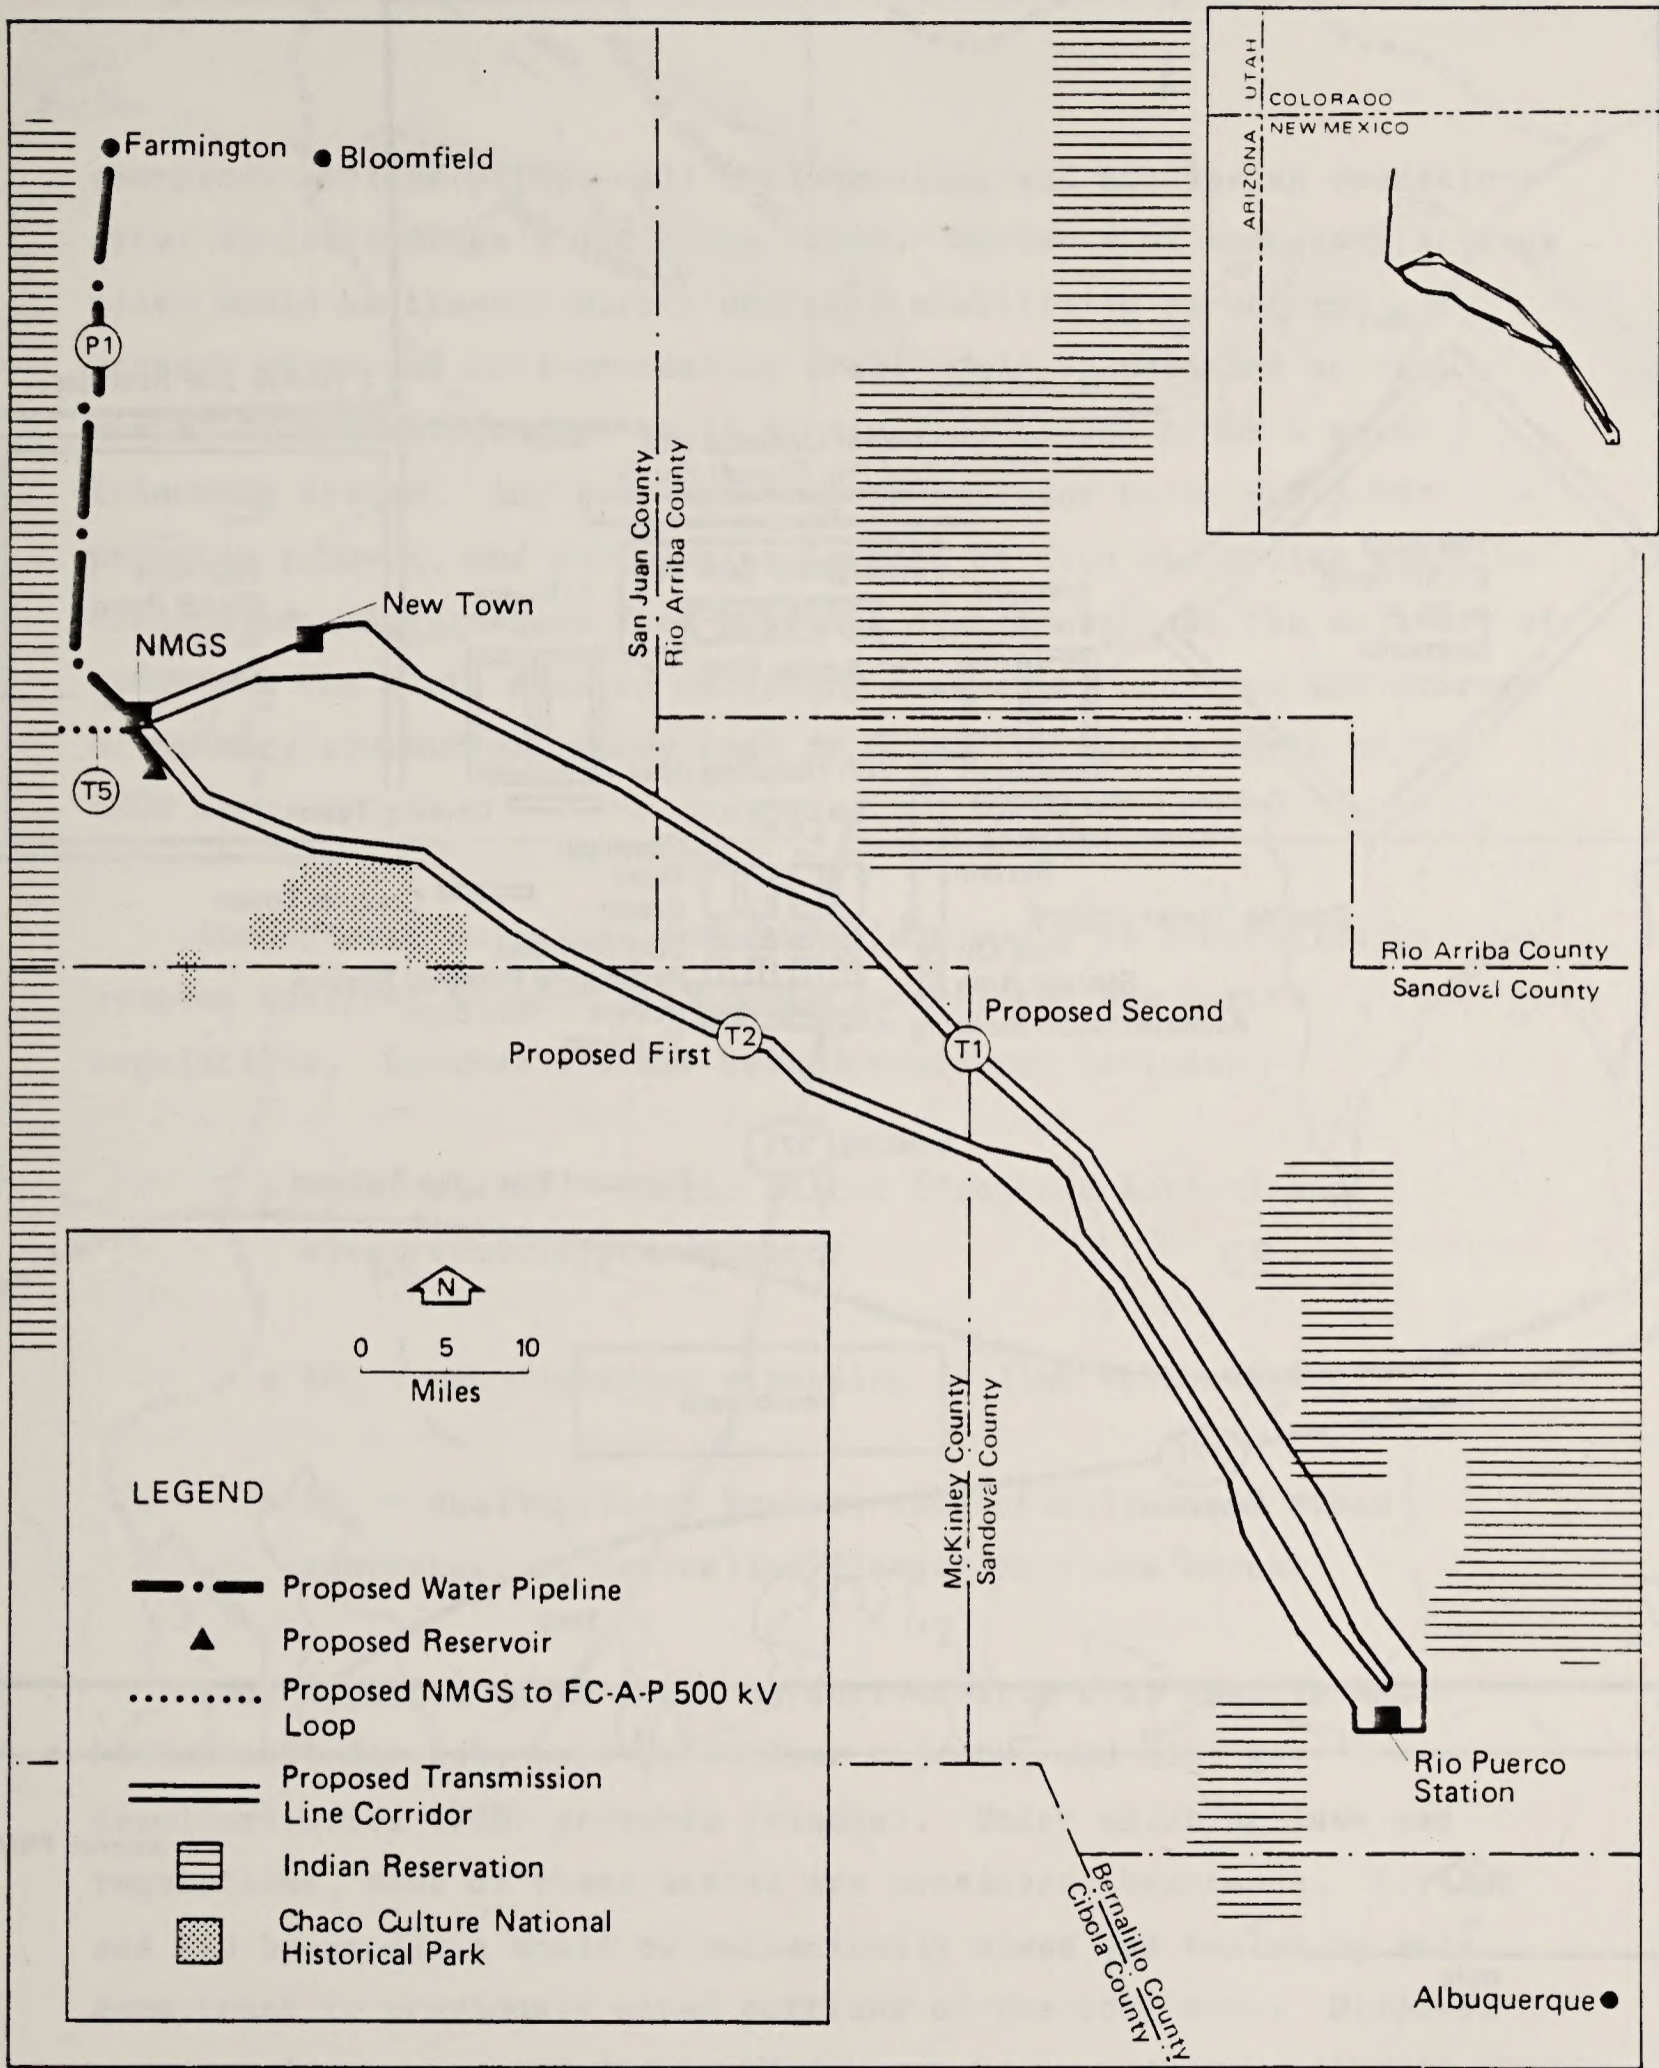 UTAH
COLORADO
ARIZONA
NEW MEXICO
Farmington
Bloomfield
P1
San Juan County
Rio Arriba County
New Town
NMGS
T5
Rio Arriba County
Sandoval County
Proposed Second
T1
T2
Proposed First
N
0 5 10
Miles
McKinley County
Sandoval County
LEGEND
Proposed Water Pipeline
Proposed Reservoir
Proposed NMGS to FC-A-P 500 kV
Loop
Proposed Transmission
Line Corridor
Indian Reservation
Chaco Culture National
Historical Park
Rio Puerco
Station
Bernalillo County
Cibola County
Albuquerque